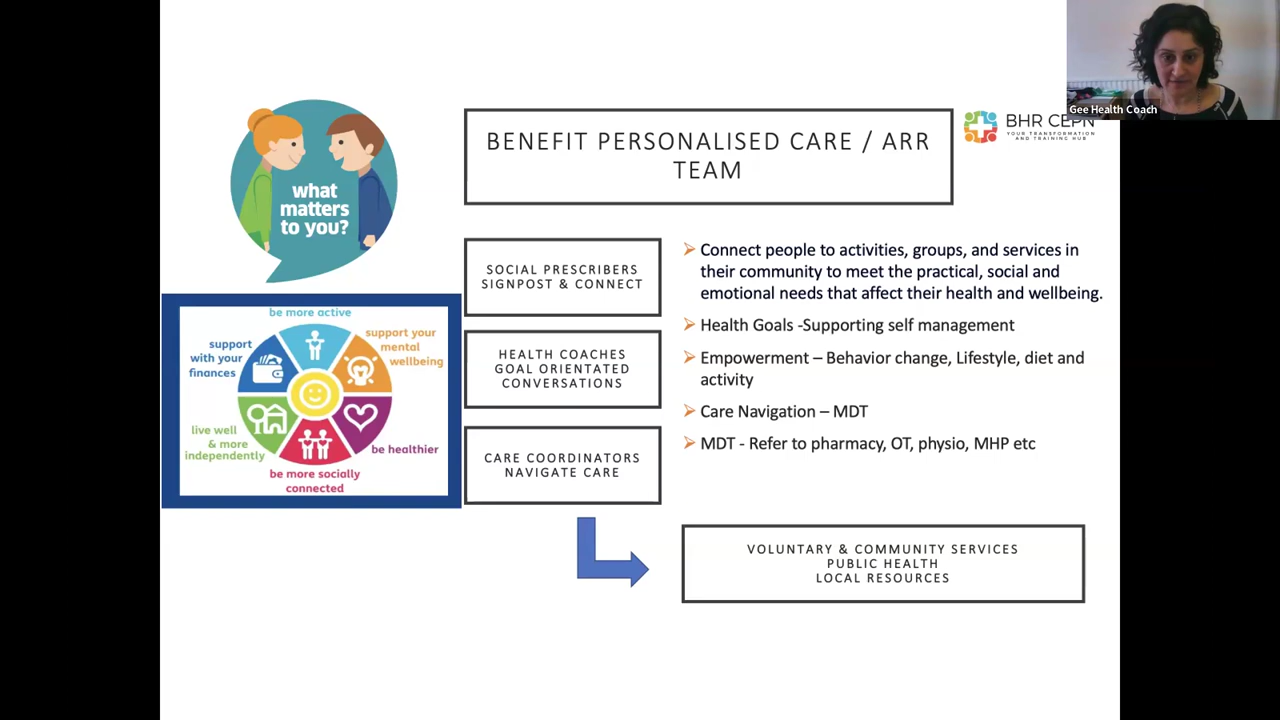 Gee Health Coach
BHR CEPN
YOUR TRANSFORMATION
AND TRAINING HUB
BENEFIT PERSONALISED CARE / ARR
TEAM
what
matters
to you?
SOCIAL PRESCRIBERS
SIGNPOST & CONNECT
HEALTH COACHES
GOAL ORIENTATED
CONVERSATIONS
CARE COORDINATORS
NAVIGATE CARE
Connect people to activities, groups, and services in
their community to meet the practical, social and
emotional needs that affect their health and wellbeing.
Health Goals -Supporting self management
Empowerment – Behavior change, Lifestyle, diet and
activity
Care Navigation – MDT
MDT - Refer to pharmacy, OT, physio, MHP etc
be more active
support your
mental
wellbeing
be healthier
be more socially
connected
live well
& more
independently
support
with your
finances
VOLUNTARY & COMMUNITY SERVICES
PUBLIC HEALTH
LOCAL RESOURCES